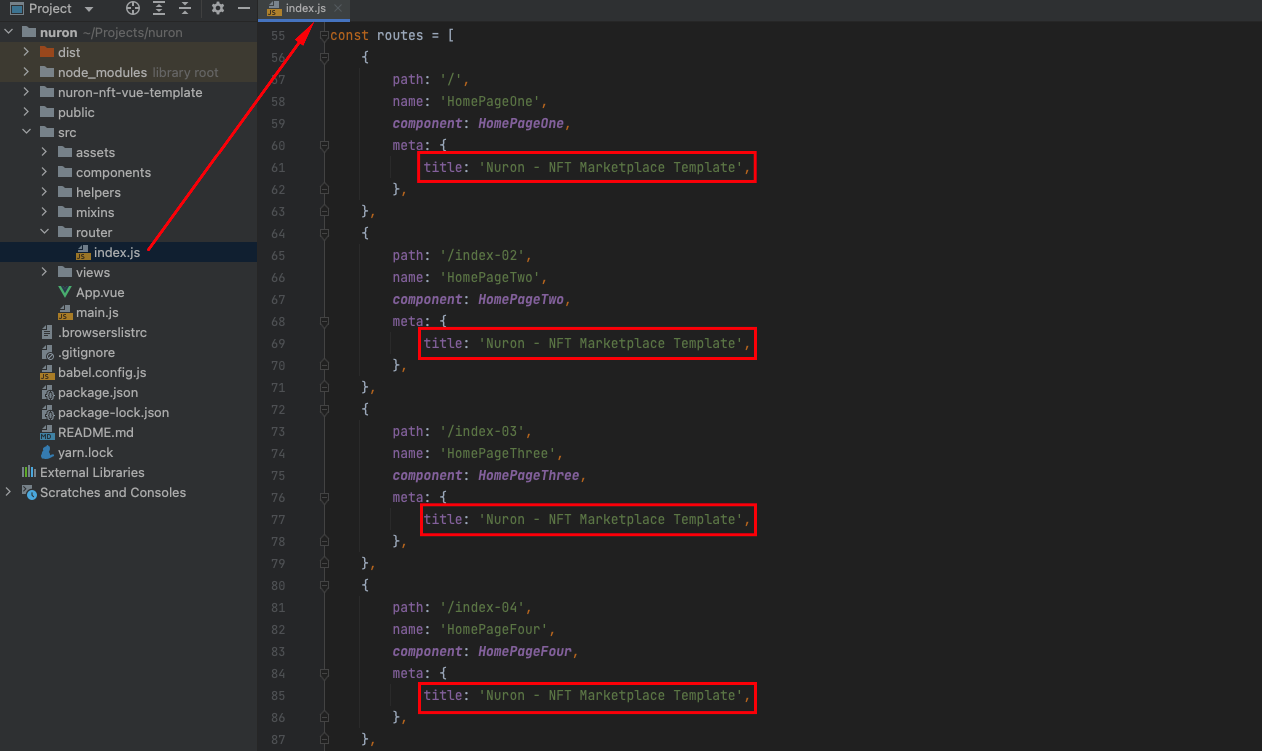 Project
nuron ~/Projects/nuron
dist
node_modules library root
nuron-nft-vue-template
public
src
assets
components
helpers
mixins
router
index.js
views
App.vue
main.js
.browserslistrc
.gitignore
babel.config.js
package.json
package-lock.json
README.md
yarn.lock
External Libraries
Scratches and Consoles
index.js
55 const routes = [
56 {
57 path: '/',
58 name: 'HomePageOne',
59 component: HomePageOne,
60 meta: {
61 title: 'Nuron - NFT Marketplace Template',
62 },
63 },
64 {
65 path: '/index-02',
66 name: 'HomePageTwo',
67 component: HomePageTwo,
68 meta: {
69 title: 'Nuron - NFT Marketplace Template',
70 },
71 },
72 {
73 path: '/index-03',
74 name: 'HomePageThree',
75 component: HomePageThree,
76 meta: {
77 title: 'Nuron - NFT Marketplace Template',
78 },
79 },
80 {
81 path: '/index-04',
82 name: 'HomePageFour',
83 component: HomePageFour,
84 meta: {
85 title: 'Nuron - NFT Marketplace Template',
86 },
87 },